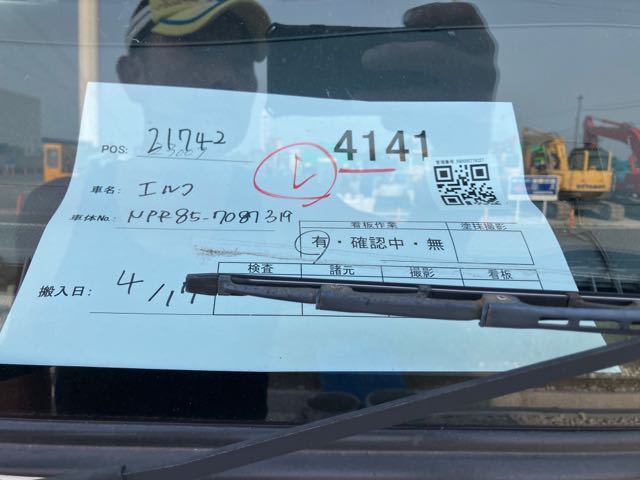 POS: 21742
4141
車名: エルフ
レ
車体No. NPR85-7087319
看板作業 塗抹撮影
有・確認中・無
検査 諸元 撮影 看板
搬入日: 4/17